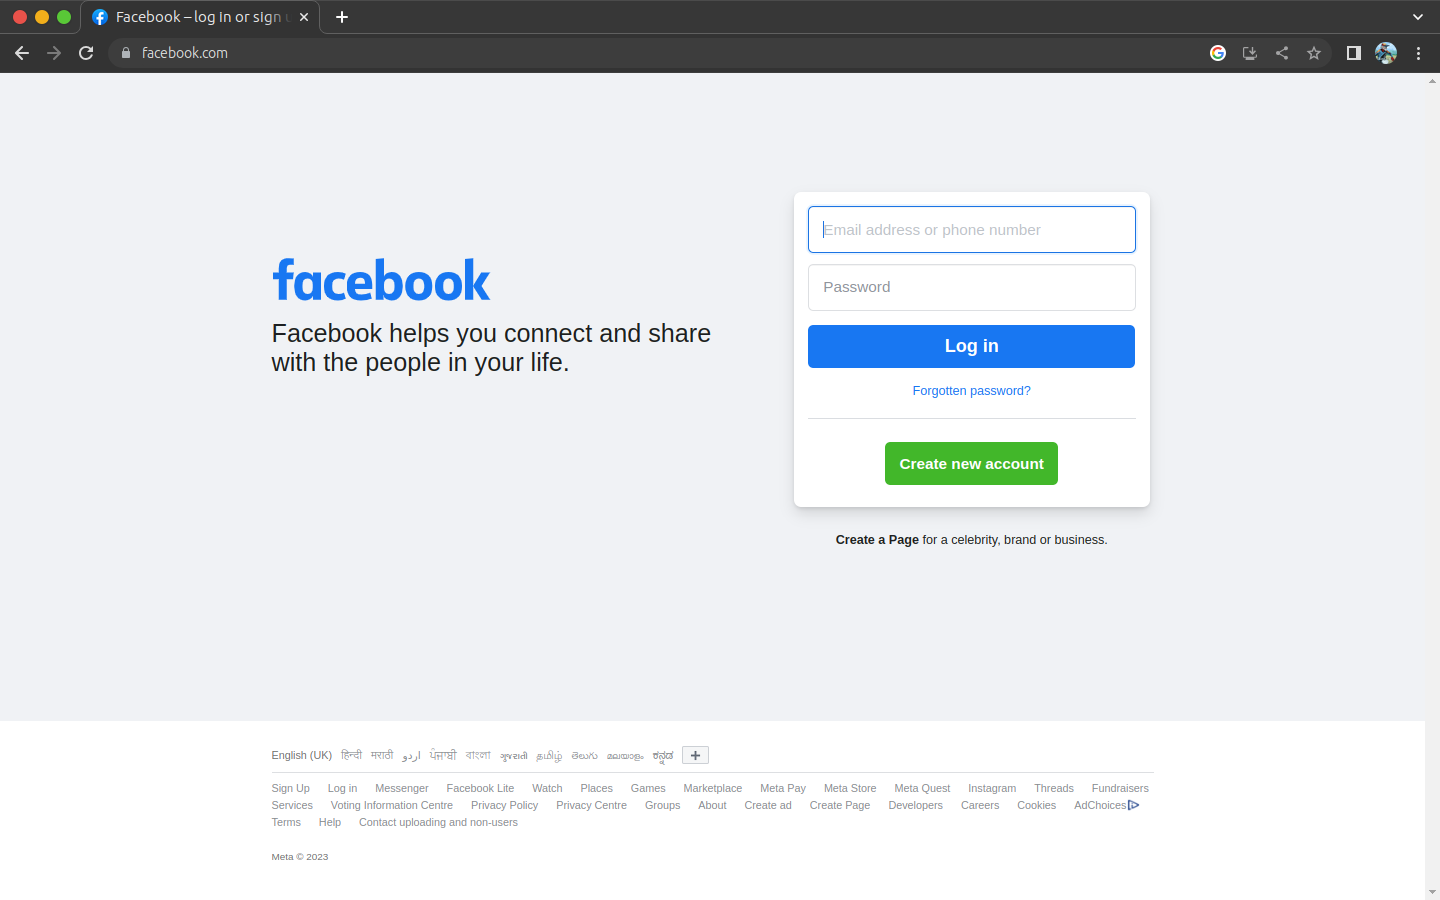 Facebook – log in or sign u
facebook.com
Email address or phone number
Password
Log in
Forgotten password?
Create new account
Create a Page for a celebrity, brand or business.
facebook
Facebook helps you connect and share
with the people in your life.
English (UK) हिन्दी मराठी اردو ਪੰਜਾਬੀ বাংলা ગુજરાતી தமிழ் తెలుగు മലയാളം ಕನ್ನಡ
Sign Up Log in Messenger Facebook Lite Watch Places Games Marketplace Meta Pay Meta Store Meta Quest Instagram Threads Fundraisers
Services Voting Information Centre Privacy Policy Privacy Centre Groups About Create ad Create Page Developers Careers Cookies AdChoices
Terms Help Contact uploading and non-users
Meta © 2023